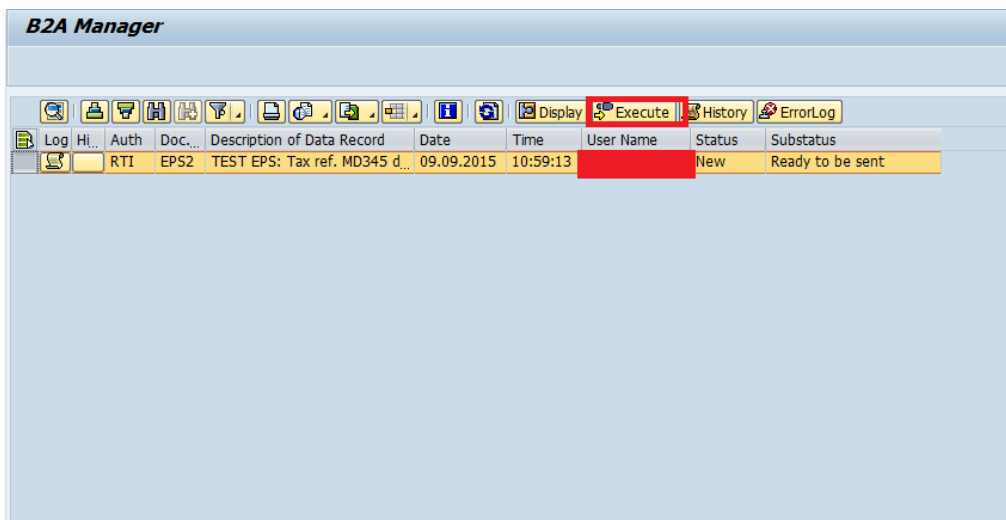 B2A Manager
Display Execute History ErrorLog
Log Hi... Auth Doc... Description of Data Record Date Time User Name Status Substatus
RTI EPS2 TEST EPS: Tax ref. MD345 d... 09.09.2015 10:59:13 New Ready to be sent